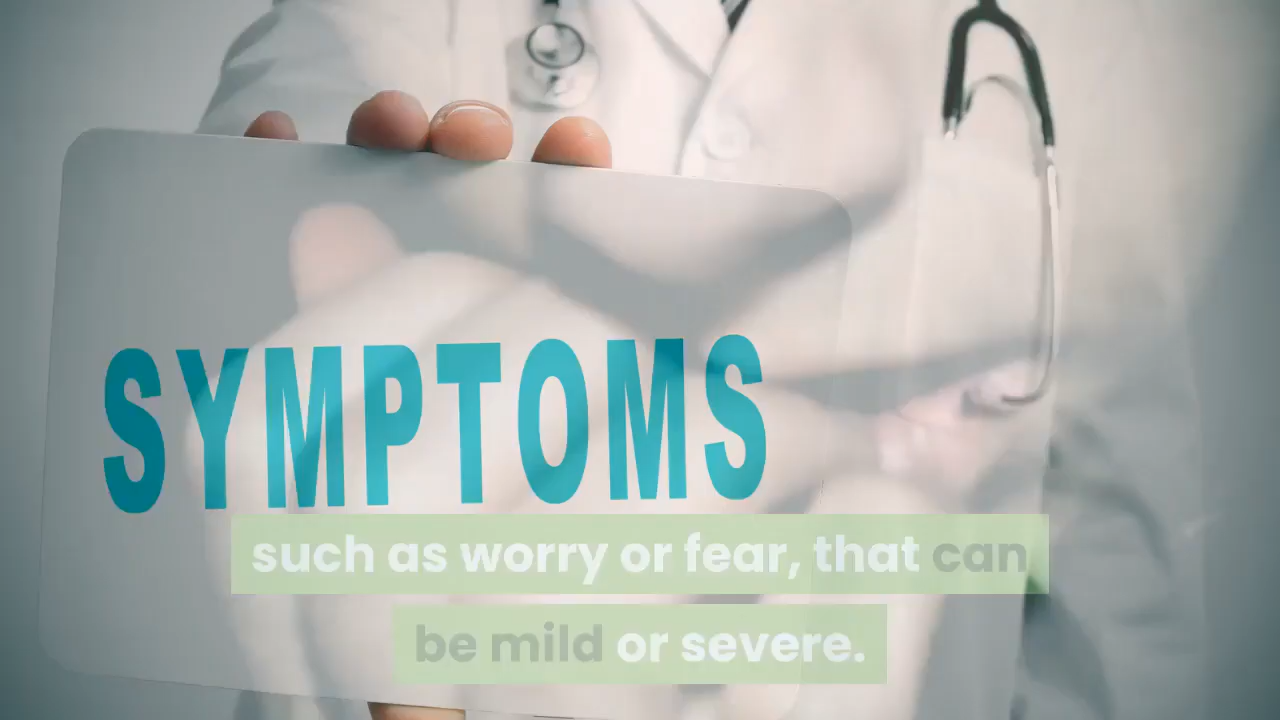 SYMPTOMS
such as worry or fear, that can
be mild or severe.